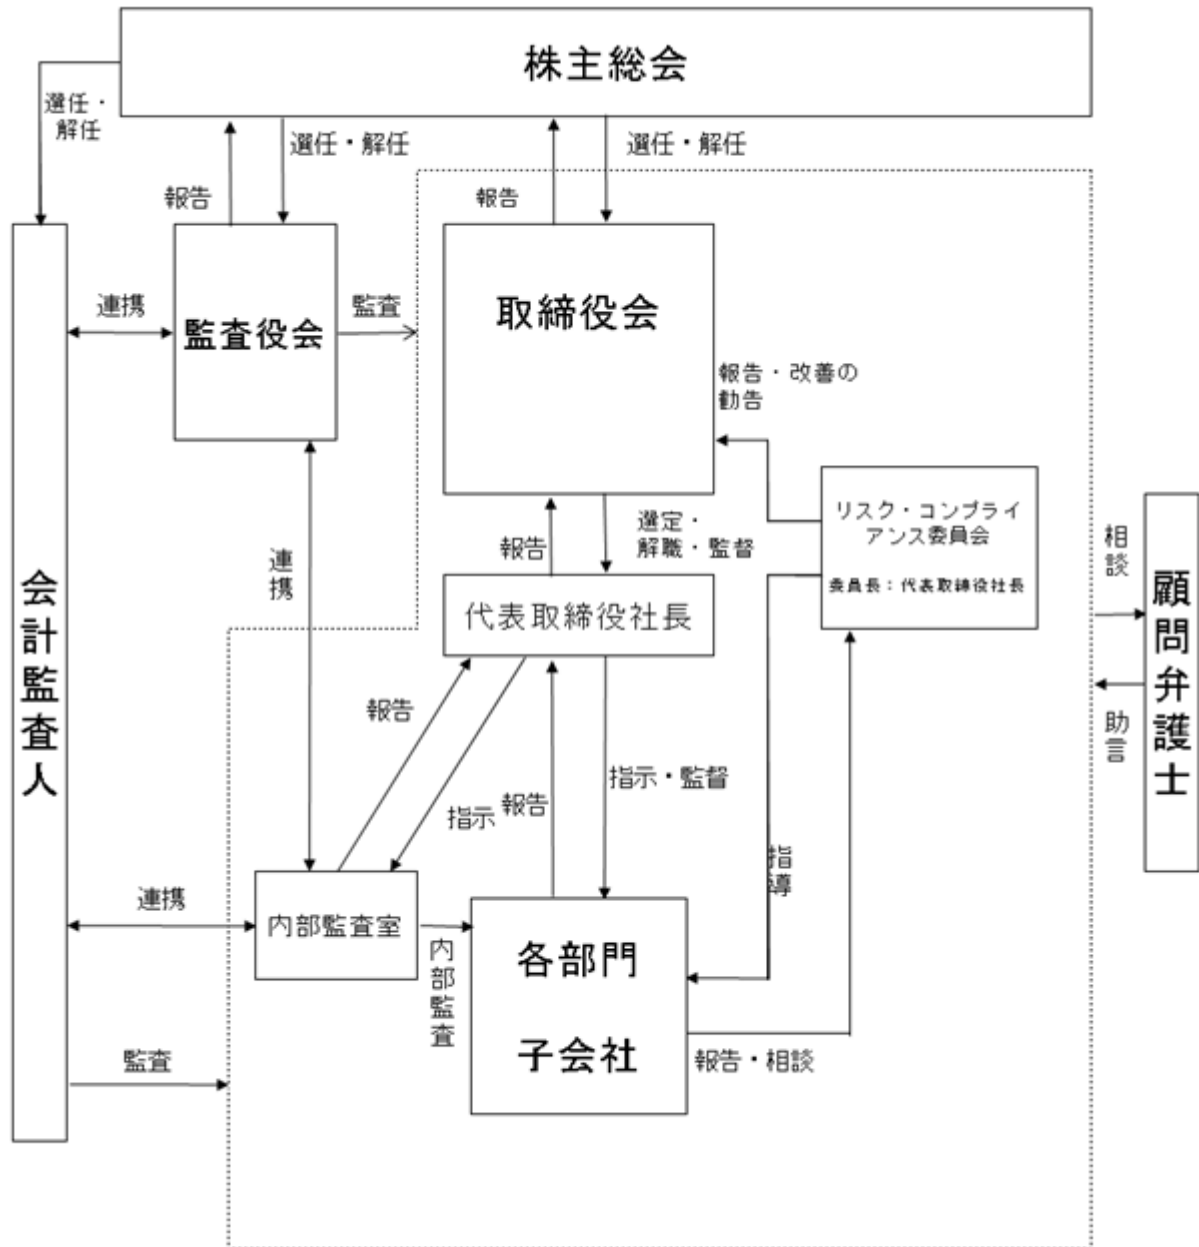 株主総会
選任・
解任
選任・解任
選任・解任
報告
報告
連携
監査
監査役会
取締役会
報告・改善の
勧告
リスク・コンプライ
アンス委員会
委員長：代表取締役社長
選定・
解職・監督
報告
連携
相談
顧問弁護士
助言
会計監査人
代表取締役社長
報告
指示
報告
指示・監督
指導
連携
内部監査室
内部監査
各部門
子会社
監査
報告・相談